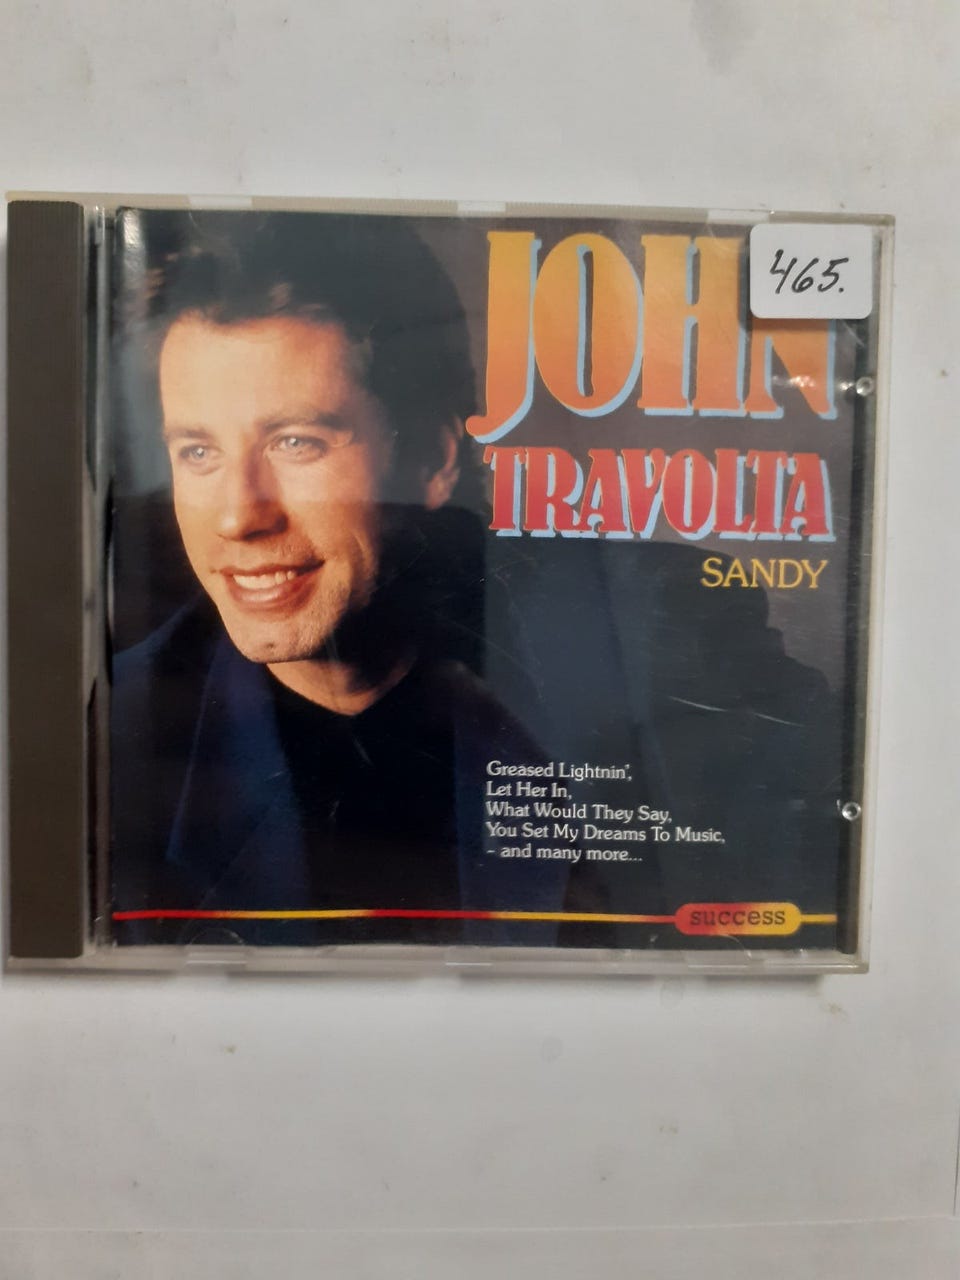 JOHN
465.
TRAVOLTA
SANDY
Greased Lightnin',
Let Her In,
What Would They Say,
You Set My Dreams To Music,
- and many more...
success